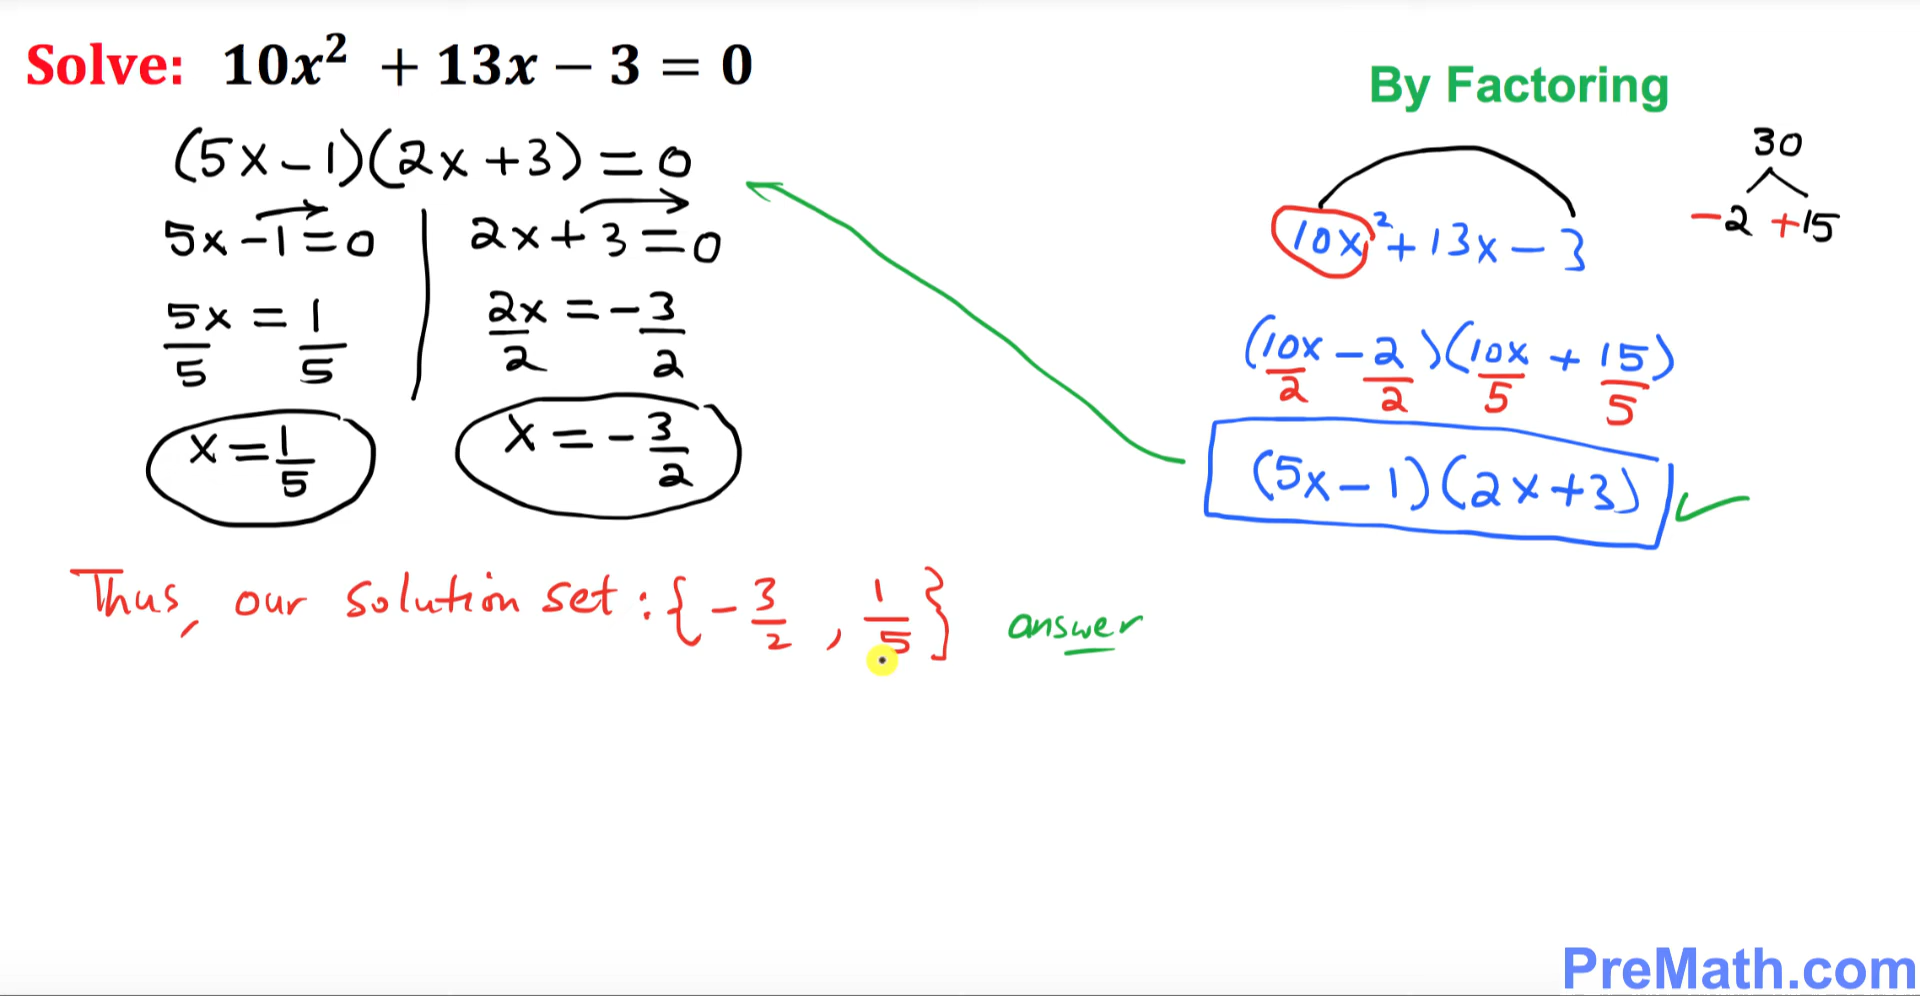 Solve: 10x² + 13x − 3 = 0
(5x − 1)(2x + 3) = 0
5x − 1 = 0
5x/5 = 1/5
x = 1/5
2x + 3 = 0
2x/2 = −3/2
x = −3/2
Thus, our solution set : {−3/2 , 1/5} answer
By Factoring
30
−2 +15
10x² + 13x − 3
(10x/2 − 2/2)(10x/5 + 15/5)
(5x − 1)(2x + 3)
PreMath.com